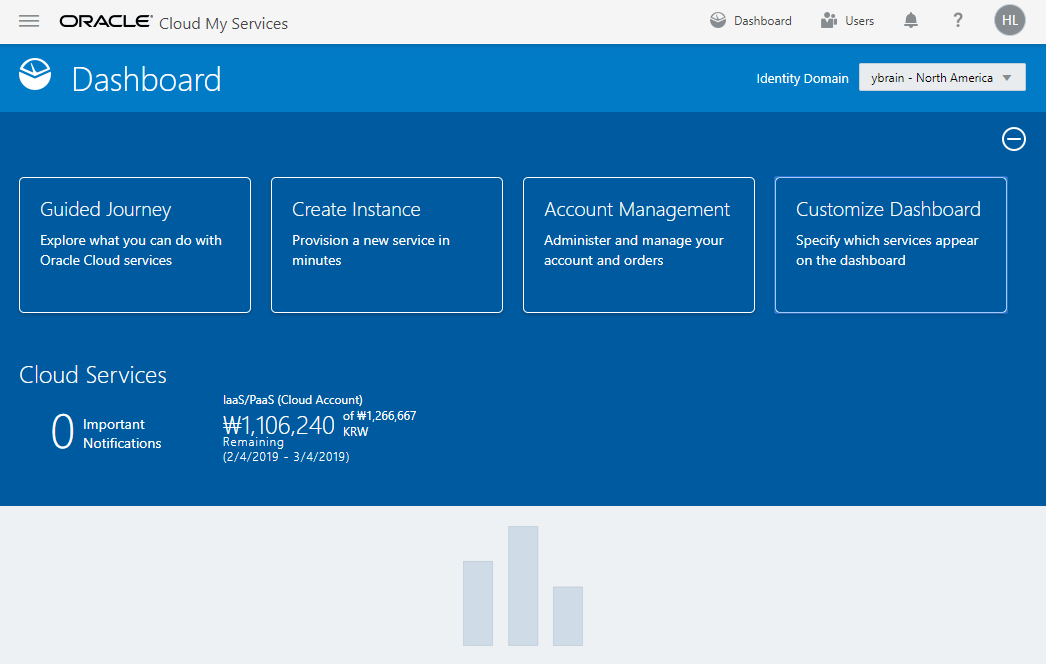 ORACLE® Cloud My Services
Dashboard
Users
?
HL
Dashboard
Identity Domain
ybrain - North America
Guided Journey
Explore what you can do with
Oracle Cloud services
Create Instance
Provision a new service in
minutes
Account Management
Administer and manage your
account and orders
Customize Dashboard
Specify which services appear
on the dashboard
Cloud Services
0
Important
Notifications
IaaS/PaaS (Cloud Account)
₩1,106,240
of ₩1,266,667
KRW
Remaining
(2/4/2019 - 3/4/2019)